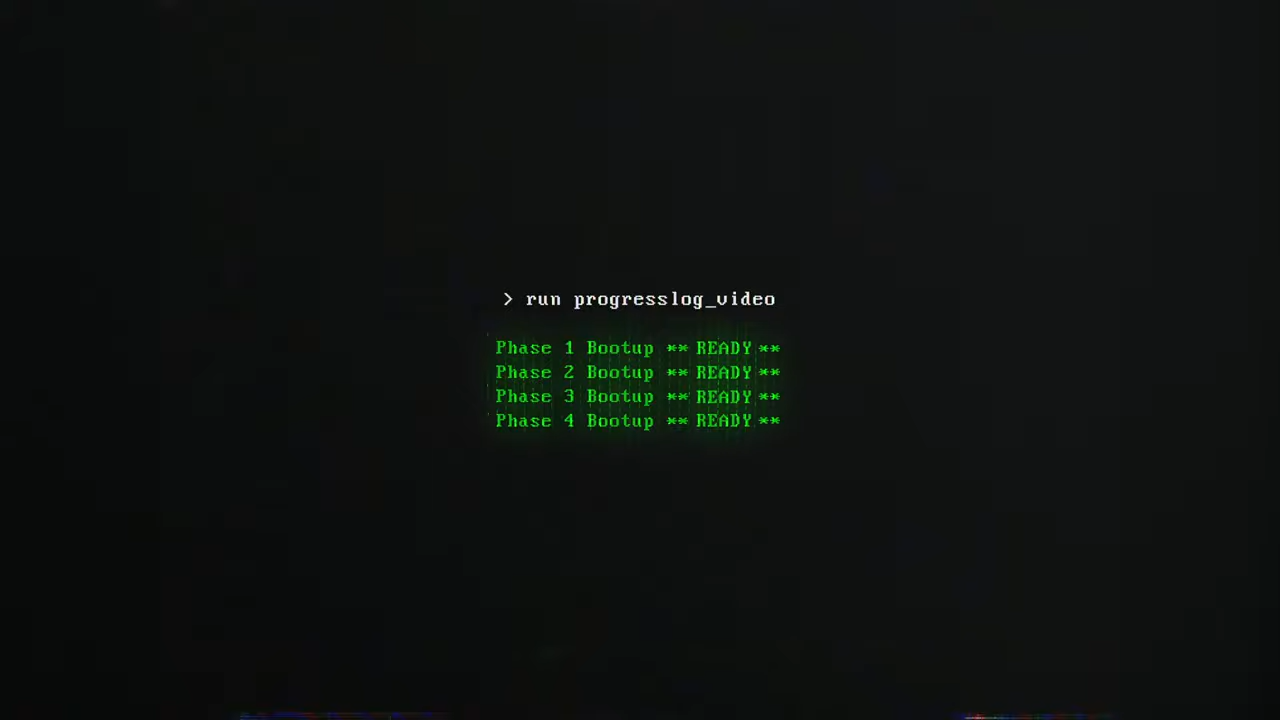 > run progresslog_video
Phase 1 Bootup ** READY **
Phase 2 Bootup ** READY **
Phase 3 Bootup ** READY **
Phase 4 Bootup ** READY **